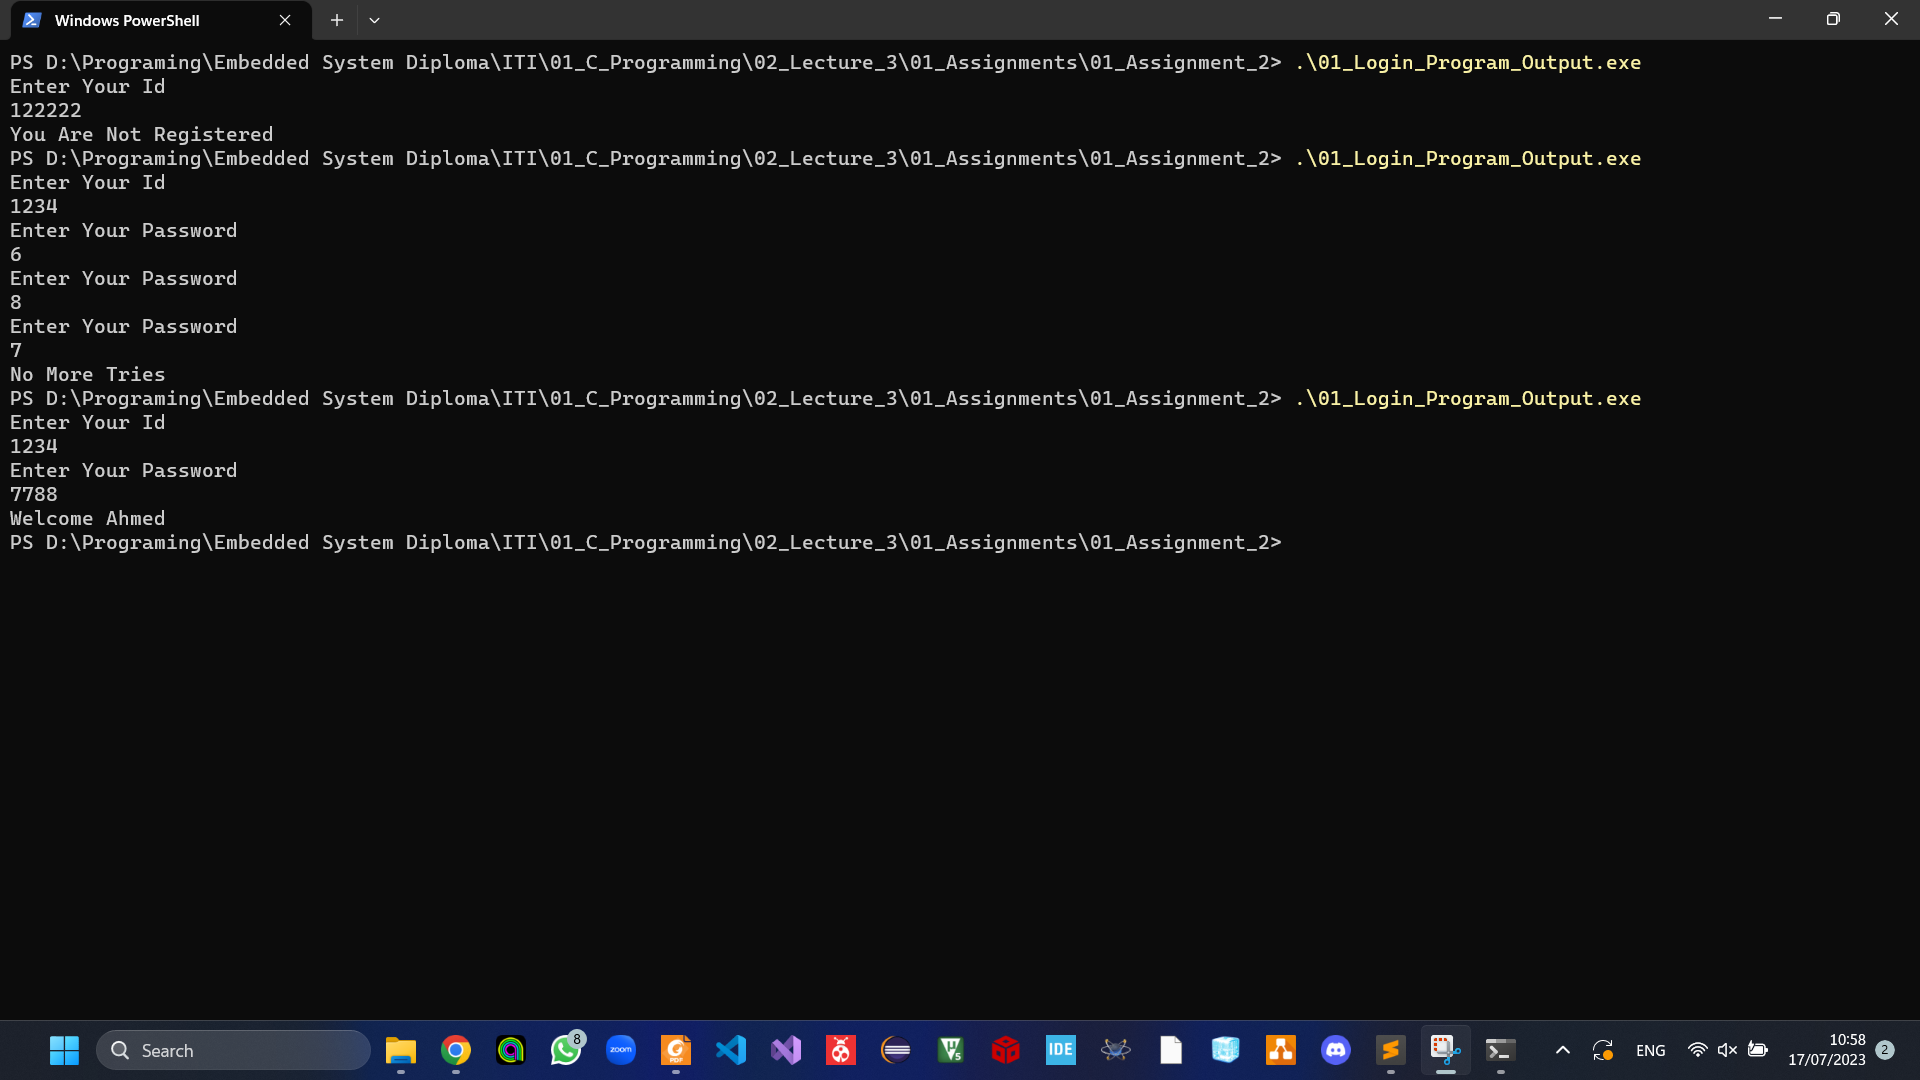 Windows PowerShell
PS D:\Programing\Embedded System Diploma\ITI\01_C_Programming\02_Lecture_3\01_Assignments\01_Assignment_2> .\01_Login_Program_Output.exe
Enter Your Id
122222
You Are Not Registered
PS D:\Programing\Embedded System Diploma\ITI\01_C_Programming\02_Lecture_3\01_Assignments\01_Assignment_2> .\01_Login_Program_Output.exe
Enter Your Id
1234
Enter Your Password
6
Enter Your Password
8
Enter Your Password
7
No More Tries
PS D:\Programing\Embedded System Diploma\ITI\01_C_Programming\02_Lecture_3\01_Assignments\01_Assignment_2> .\01_Login_Program_Output.exe
Enter Your Id
1234
Enter Your Password
7788
Welcome Ahmed
PS D:\Programing\Embedded System Diploma\ITI\01_C_Programming\02_Lecture_3\01_Assignments\01_Assignment_2>
Search
8
zoom
PDF
V5
IDE
ENG
10:58
17/07/2023
2